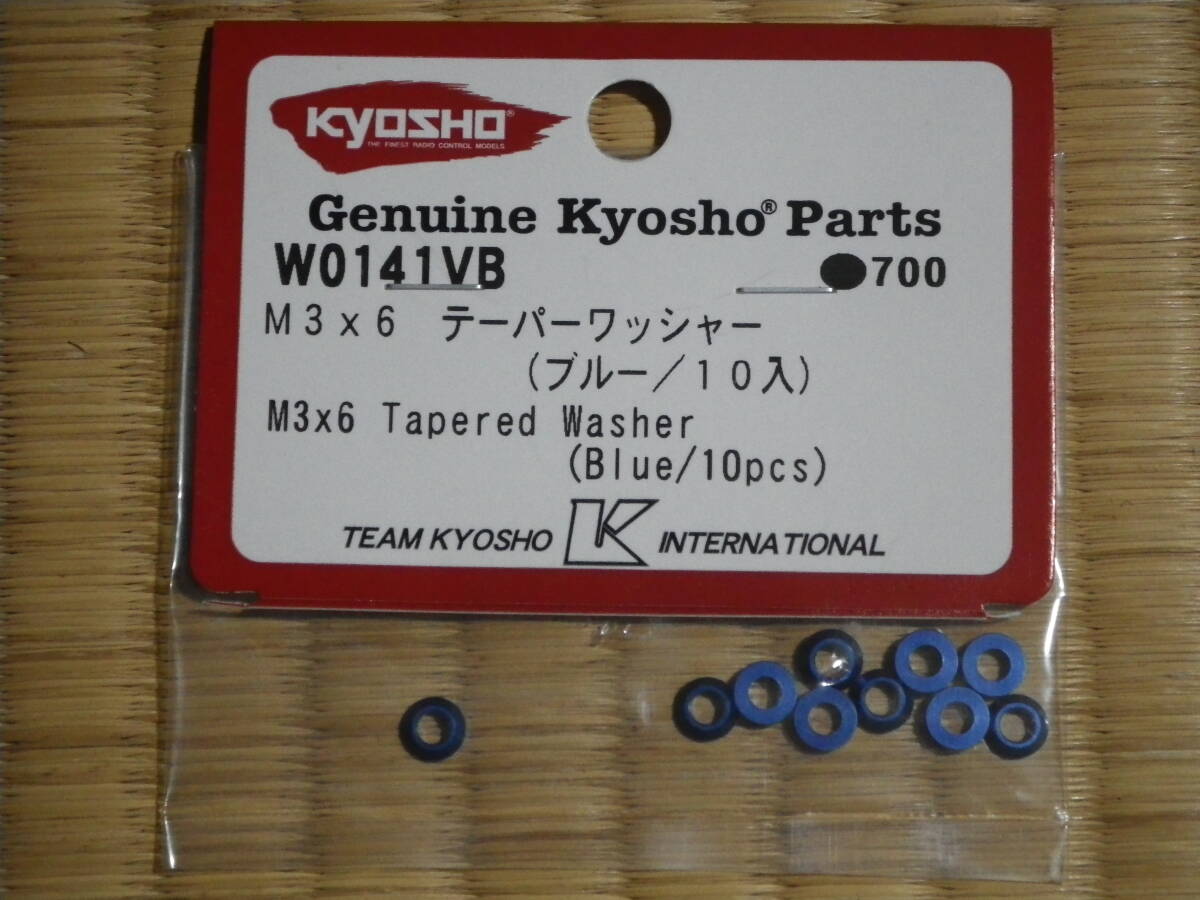 KYOSHO®
THE FINEST RADIO CONTROL MODELS
Genuine Kyosho® Parts
W0141VB ●700
M3x6 テーパーワッシャー
(ブルー/10入)
M3x6 Tapered Washer
(Blue/10pcs)
TEAM KYOSHO K INTERNATIONAL